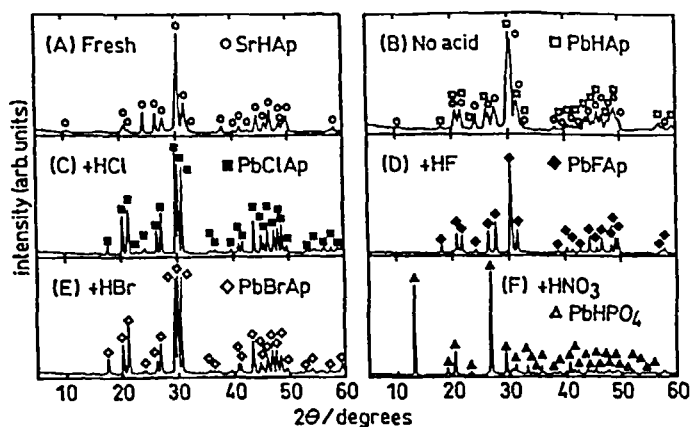 (A) Fresh ○ SrHAp
(B) No acid □ PbHAp
(C) +HCl ■ PbClAp
(D) +HF ◆ PbFAp
(E) +HBr ◇ PbBrAp
(F) +HNO₃
▲ PbHPO₄
intensity (arb. units)
10 20 30 40 50 60
10 20 30 40 50 60
2θ/degrees